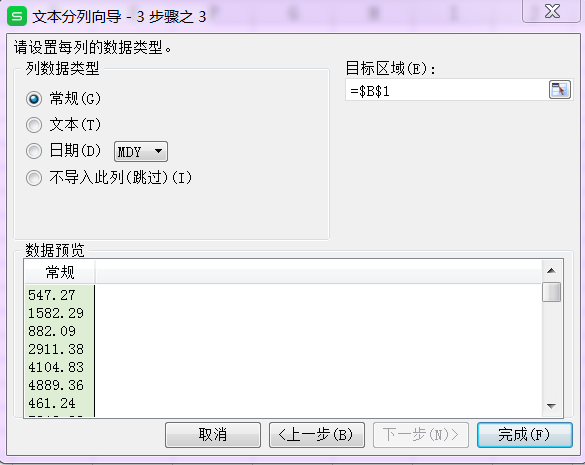 文本分列向导 - 3 步骤之 3
请设置每列的数据类型。
列数据类型
常规(G)
文本(T)
日期(D) MDY
不导入此列(跳过)(I)
目标区域(E):
=$B$1
数据预览
常规
547.27
1582.29
882.09
2911.38
4104.83
4889.36
461.24
取消 <上一步(B) 下一步(N)> 完成(F)